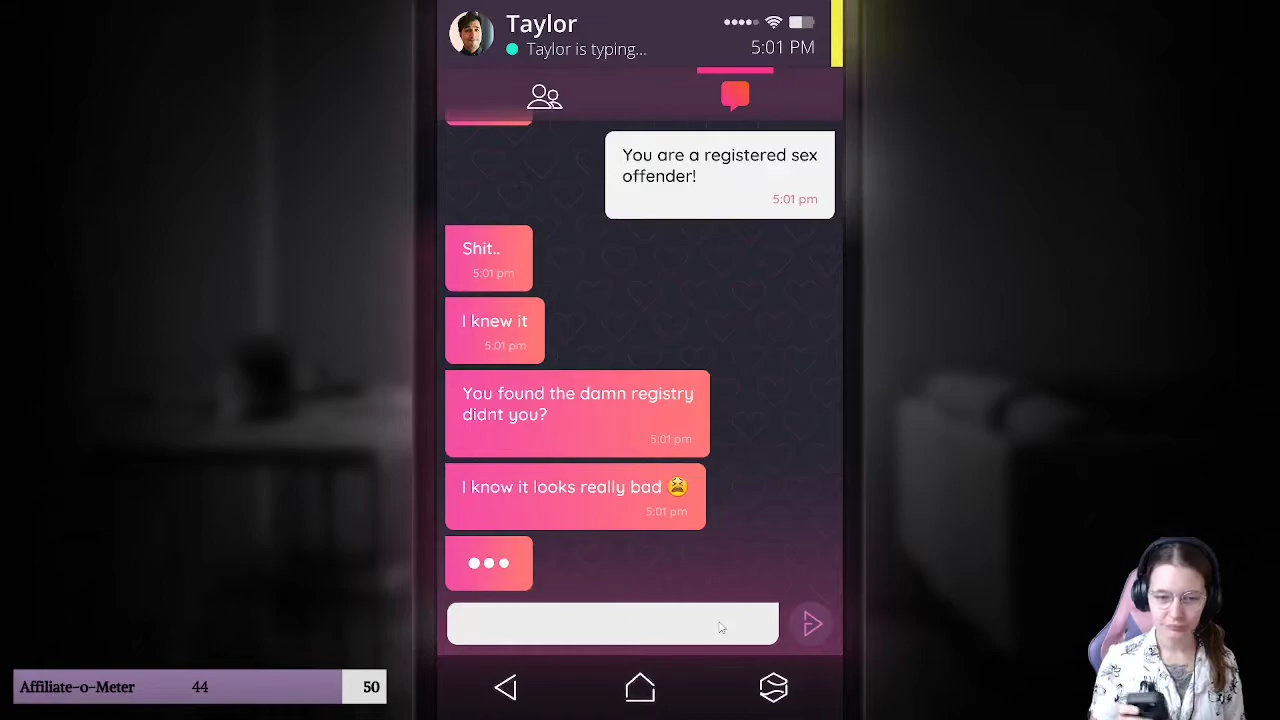 Taylor
Taylor is typing...
5:01 PM
You are a registered sex
offender!
5:01 pm
Shit..
5:01 pm
I knew it
5:01 pm
You found the damn registry
didnt you?
5:01 pm
I know it looks really bad 😫
5:01 pm
Affiliate-o-Meter 44 50